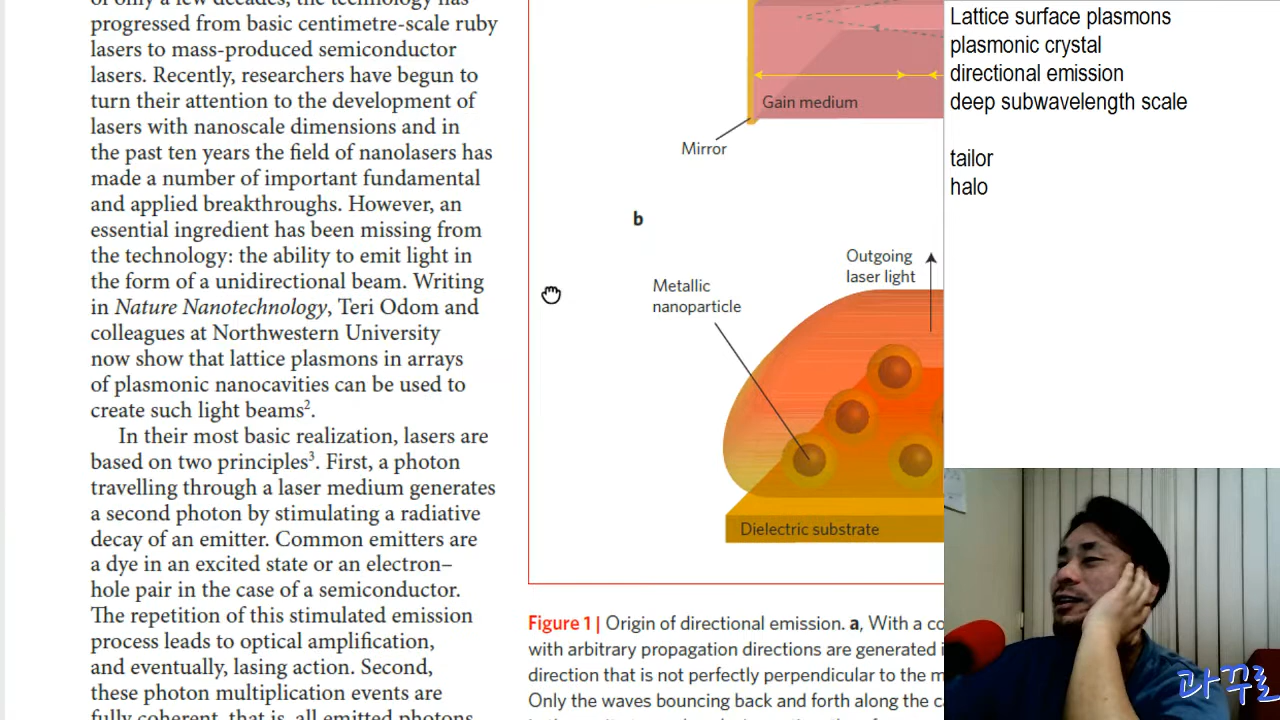 of only a few decades, the technology has
progressed from basic centimetre-scale ruby
lasers to mass-produced semiconductor
lasers. Recently, researchers have begun to
turn their attention to the development of
lasers with nanoscale dimensions and in
the past ten years the field of nanolasers has
made a number of important fundamental
and applied breakthroughs. However, an
essential ingredient has been missing from
the technology: the ability to emit light in
the form of a unidirectional beam. Writing
in Nature Nanotechnology, Teri Odom and
colleagues at Northwestern University
now show that lattice plasmons in arrays
of plasmonic nanocavities can be used to
create such light beams².
In their most basic realization, lasers are
based on two principles³. First, a photon
travelling through a laser medium generates
a second photon by stimulating a radiative
decay of an emitter. Common emitters are
a dye in an excited state or an electron–
hole pair in the case of a semiconductor.
The repetition of this stimulated emission
process leads to optical amplification,
and eventually, lasing action. Second,
these photon multiplication events are
fully coherent, that is, all emitted photons
Gain medium
Mirror
b
Outgoing
laser light
Metallic
nanoparticle
Dielectric substrate
Figure 1 | Origin of directional emission. a, With a co
with arbitrary propagation directions are generated i
direction that is not perfectly perpendicular to the m
Only the waves bouncing back and forth along the ca
Lattice surface plasmons
plasmonic crystal
directional emission
deep subwavelength scale
tailor
halo
과꾸로